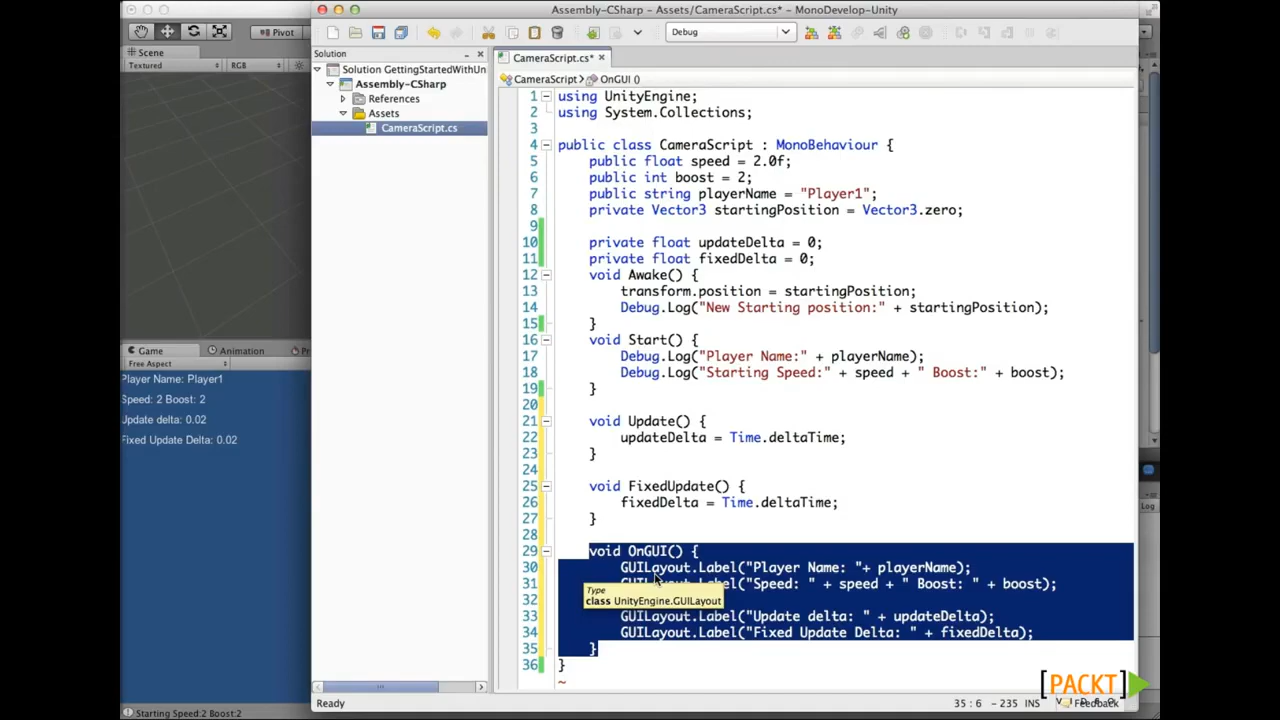 Assembly-CSharp - Assets/CameraScript.cs* - MonoDevelop-Unity
Pivot
Debug
Scene
Textured
RGB
Solution
Solution GettingStartedWithUn
Assembly-CSharp
References
Assets
CameraScript.cs
CameraScript.cs*
CameraScript
OnGUI ()
1 using UnityEngine;
2 using System.Collections;
3
4 public class CameraScript : MonoBehaviour {
5 public float speed = 2.0f;
6 public int boost = 2;
7 public string playerName = "Player1";
8 private Vector3 startingPosition = Vector3.zero;
9
10 private float updateDelta = 0;
11 private float fixedDelta = 0;
12 void Awake() {
13 transform.position = startingPosition;
14 Debug.Log("New Starting position:" + startingPosition);
15 }
16 void Start() {
17 Debug.Log("Player Name:" + playerName);
18 Debug.Log("Starting Speed:" + speed + " Boost:" + boost);
19 }
20
21 void Update() {
22 updateDelta = Time.deltaTime;
23 }
24
25 void FixedUpdate() {
26 fixedDelta = Time.deltaTime;
27 }
28
29 void OnGUI() {
30 GUILayout.Label("Player Name: "+ playerName);
31 GUILayout.Label("Speed: " + speed + " Boost: " + boost);
32
33 GUILayout.Label("Update delta: " + updateDelta);
34 GUILayout.Label("Fixed Update Delta: " + fixedDelta);
35 }
36 }
~
Type
class UnityEngine.GUILayout
Game
Animation
Free Aspect
Player Name: Player1
Speed: 2 Boost: 2
Update delta: 0.02
Fixed Update Delta: 0.02
Log
Starting Speed:2 Boost:2
Ready
35 : 6
- 235
INS
Feedback
[PACKT]